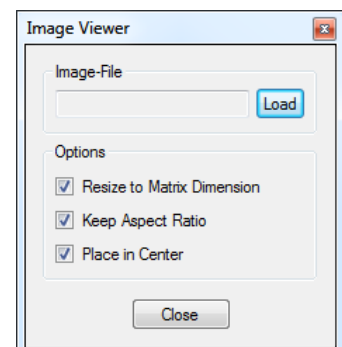 Image Viewer
Image-File
Load
Options
Resize to Matrix Dimension
Keep Aspect Ratio
Place in Center
Close